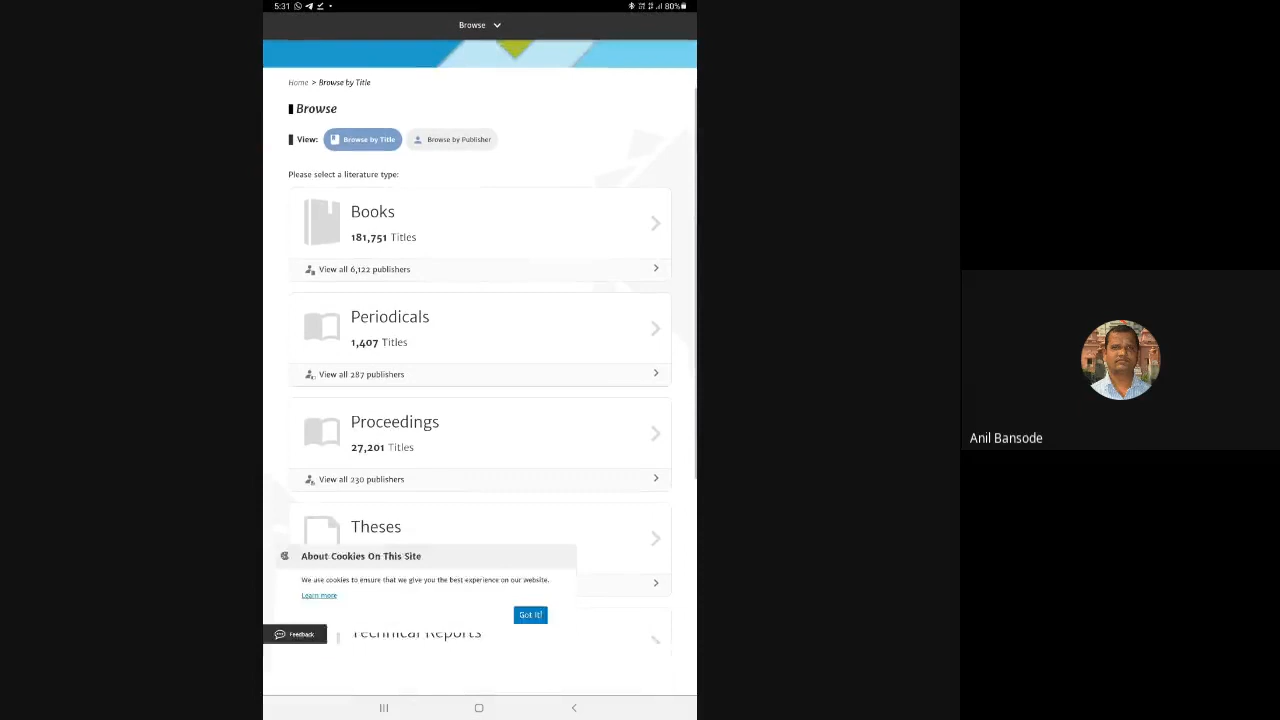 5:31 80%
Browse
Home > Browse by Title
Browse
View: Browse by Title Browse by Publisher
Please select a literature type:
Books
181,751 Titles
View all 6,122 publishers
Periodicals
1,407 Titles
View all 287 publishers
Proceedings
27,201 Titles
View all 230 publishers
Theses
About Cookies On This Site
We use cookies to ensure that we give you the best experience on our website.
Learn more
Got It!
Feedback
Technical Reports
Anil Bansode